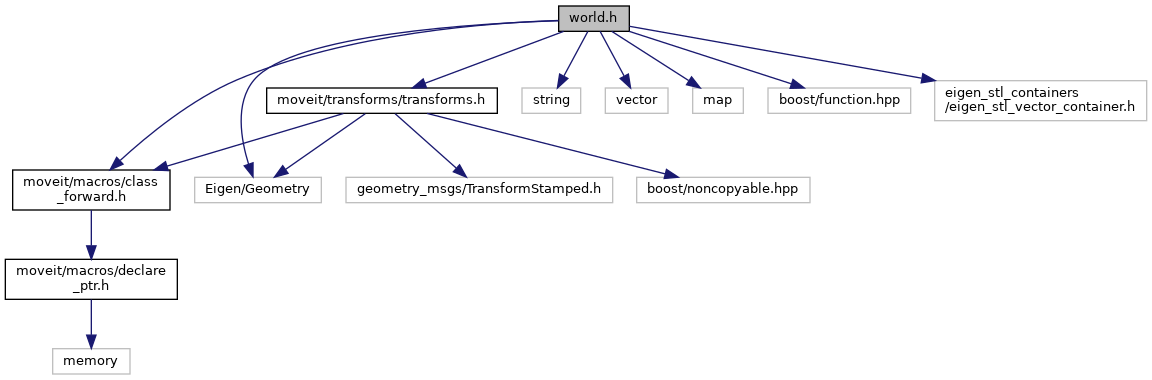 world.h
moveit/transforms/transforms.h
string
vector
map
boost/function.hpp
eigen_stl_containers
/eigen_stl_vector_container.h
moveit/macros/class
_forward.h
Eigen/Geometry
geometry_msgs/TransformStamped.h
boost/noncopyable.hpp
moveit/macros/declare
_ptr.h
memory